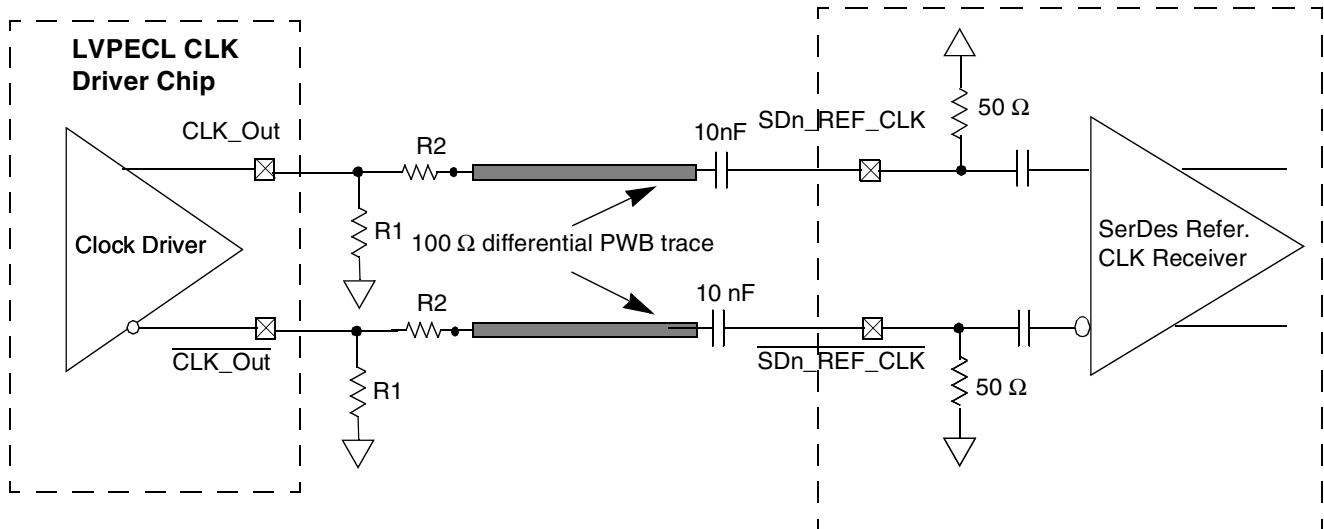 LVPECL CLK
Driver Chip
CLK_Out
R2
10nF
SDn_REF_CLK
50 Ω
Clock Driver
R1
100 Ω differential PWB trace
SerDes Refer.
CLK Receiver
R2
10 nF
CLK_Out
SDn_REF_CLK
R1
50 Ω